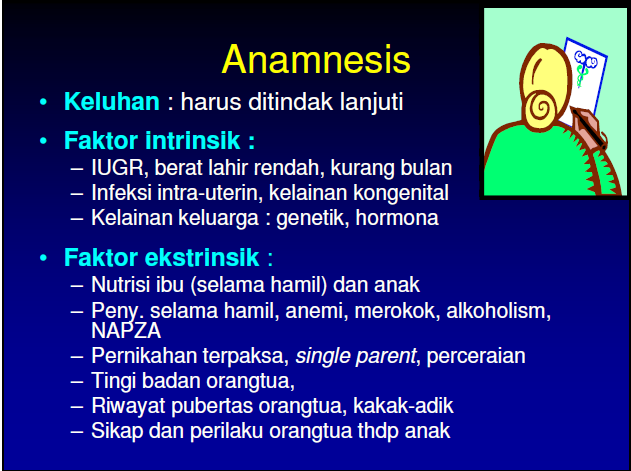 Anamnesis
• Keluhan : harus ditindak lanjuti
• Faktor intrinsik :
– IUGR, berat lahir rendah, kurang bulan
– Infeksi intra-uterin, kelainan kongenital
– Kelainan keluarga : genetik, hormona
• Faktor ekstrinsik :
– Nutrisi ibu (selama hamil) dan anak
– Peny. selama hamil, anemi, merokok, alkoholism,
NAPZA
– Pernikahan terpaksa, single parent, perceraian
– Tingi badan orangtua,
– Riwayat pubertas orangtua, kakak-adik
– Sikap dan perilaku orangtua thdp anak